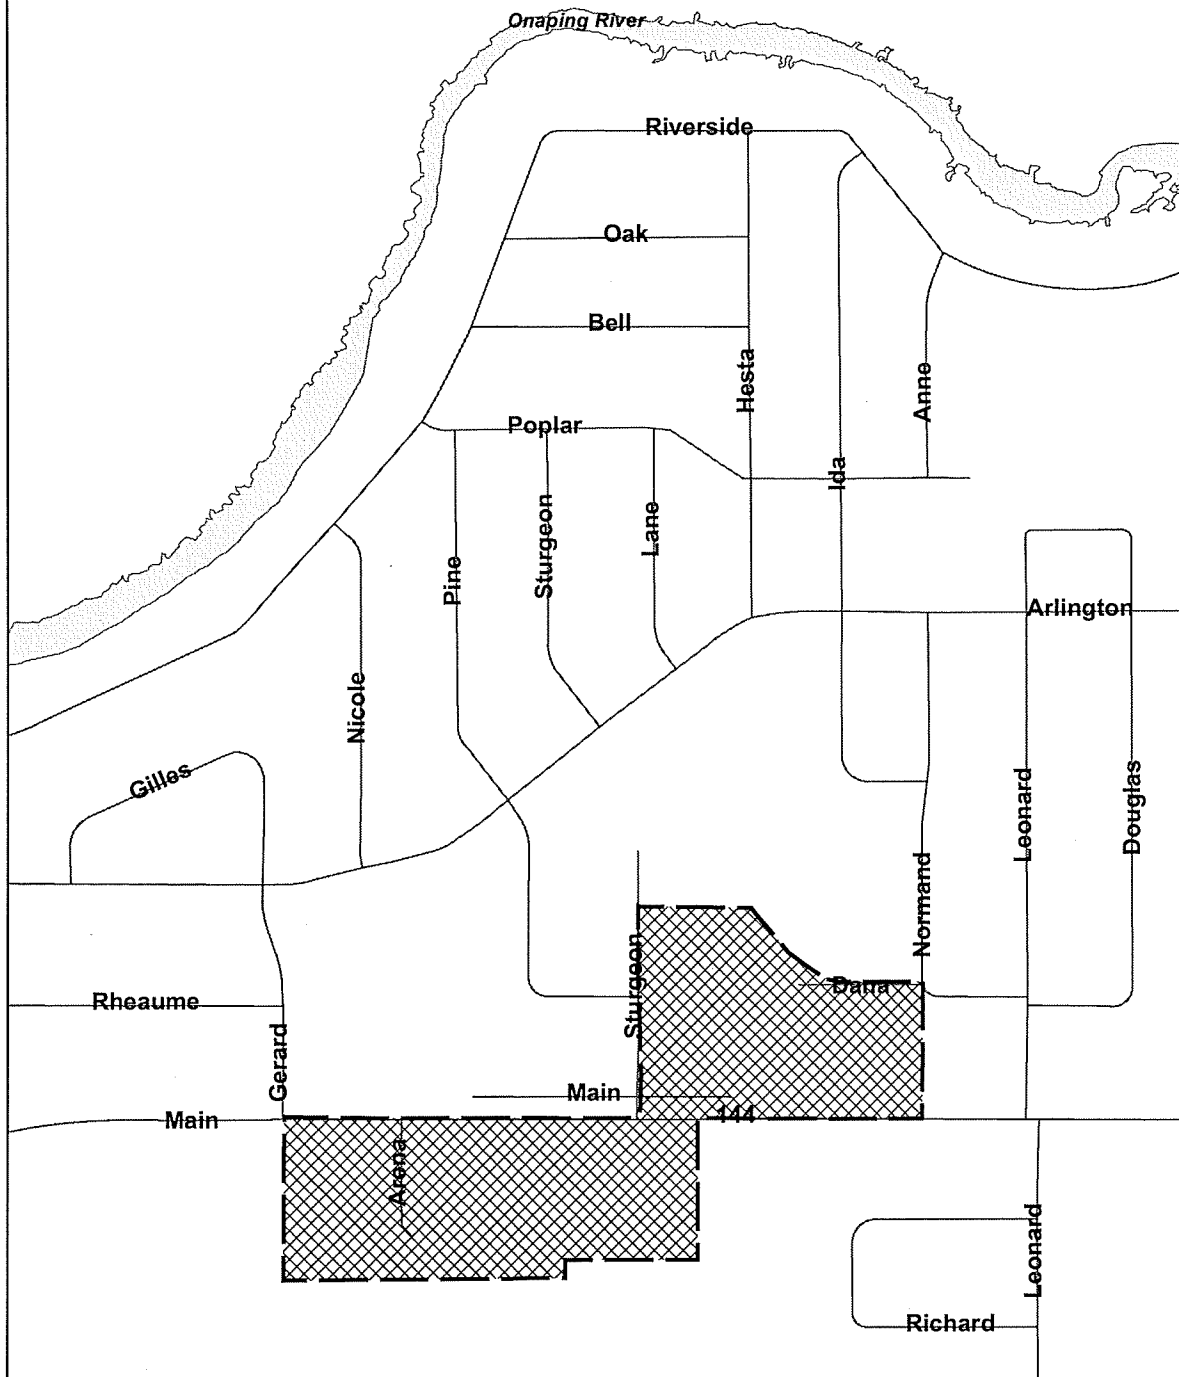 Onaping River
Riverside
Oak
Bell
Hesta
Anne
Poplar
Ida
Sturgeon
Lane
Pine
Arlington
Nicole
Gilles
Leonard
Douglas
Normand
Sturgeon
Dana
Rheaume
Gerard
Main
Main
144
Arena
Leonard
Richard